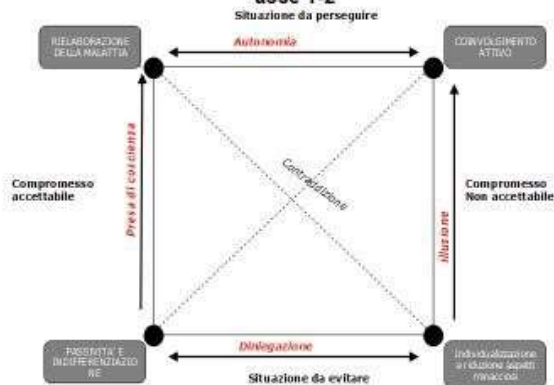 Situazione da perseguire
RIELABORAZIONE
DELLA MALATTIA
Autonomia
COINVOLGIMENTO
ATTIVO
Contraddizione
Presa di coscienza
Compromesso
accettabile
Compromesso
Non accettabile
illusione
PASSIVITA' E
INDIFFERENZIAZIO
NE
Diniegazione
Individualizzazione
e riduzione aspetti
minacciosi
Situazione da evitare